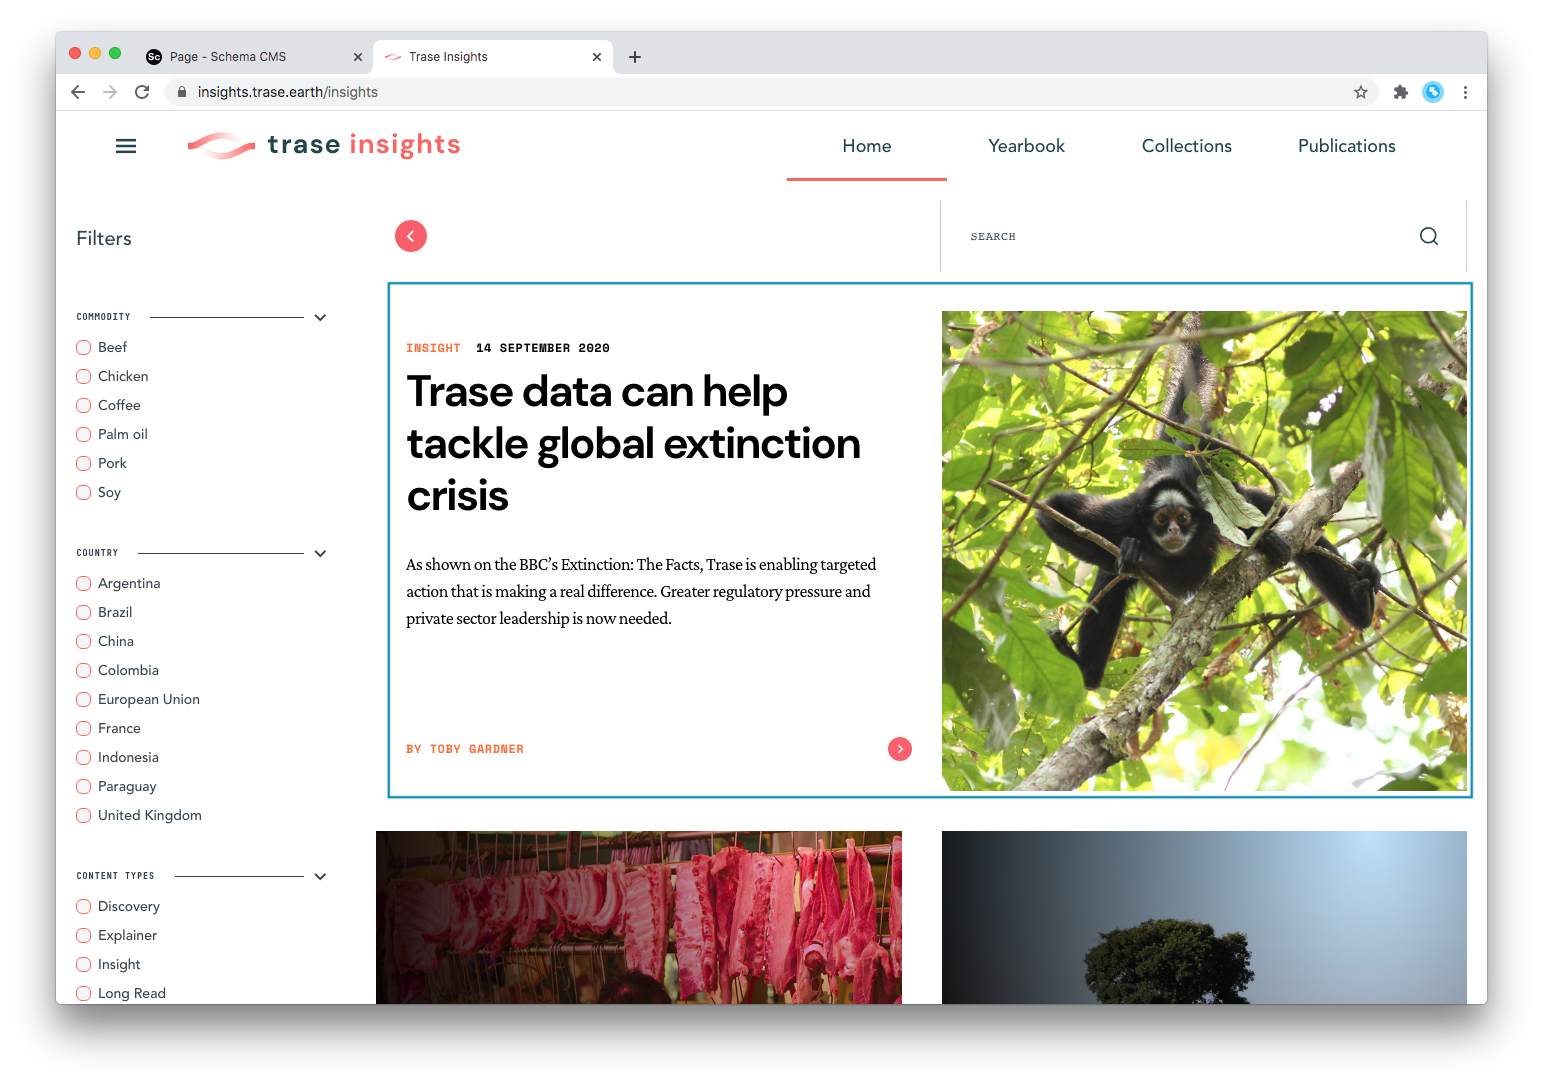 Sc Page - Schema CMS
Trase Insights
insights.trase.earth/insights
trase insights
Home
Yearbook
Collections
Publications
Filters
SEARCH
COMMODITY
Beef
Chicken
Coffee
Palm oil
Pork
Soy
COUNTRY
Argentina
Brazil
China
Colombia
European Union
France
Indonesia
Paraguay
United Kingdom
CONTENT TYPES
Discovery
Explainer
Insight
Long Read
INSIGHT 14 SEPTEMBER 2020
Trase data can help
tackle global extinction
crisis
As shown on the BBC’s Extinction: The Facts, Trase is enabling targeted
action that is making a real difference. Greater regulatory pressure and
private sector leadership is now needed.
BY TOBY GARDNER